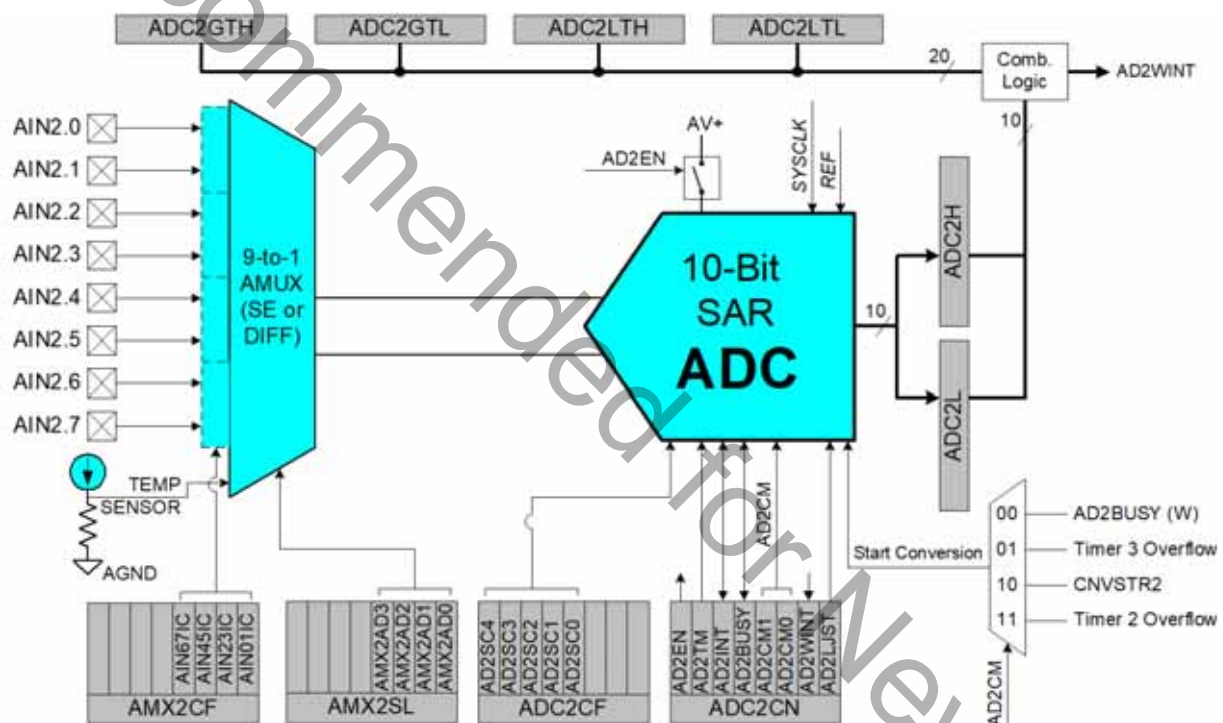 ADC2GTH ADC2GTL ADC2LTH ADC2LTL
20
Comb.
Logic
AD2WINT
10
AIN2.0
AIN2.1
AIN2.2
AIN2.3
AIN2.4
AIN2.5
AIN2.6
AIN2.7
9-to-1
AMUX
(SE or
DIFF)
AV+
AD2EN
SYSCLK
REF
10-Bit
SAR
ADC
10
ADC2H
ADC2L
TEMP
SENSOR
AGND
AD2CM
Start Conversion
00 AD2BUSY (W)
01 Timer 3 Overflow
10 CNVSTR2
11 Timer 2 Overflow
AD2CM
AIN67IC
AIN45IC
AIN23IC
AIN01IC
AMX2CF
AMX2AD3
AMX2AD2
AMX2AD1
AMX2AD0
AMX2SL
AD2SC4
AD2SC3
AD2SC2
AD2SC1
AD2SC0
ADC2CF
AD2EN
AD2TM
AD2INT
AD2BUSY
AD2CM1
AD2CM0
AD2WINT
AD2LJST
ADC2CN
commended for New